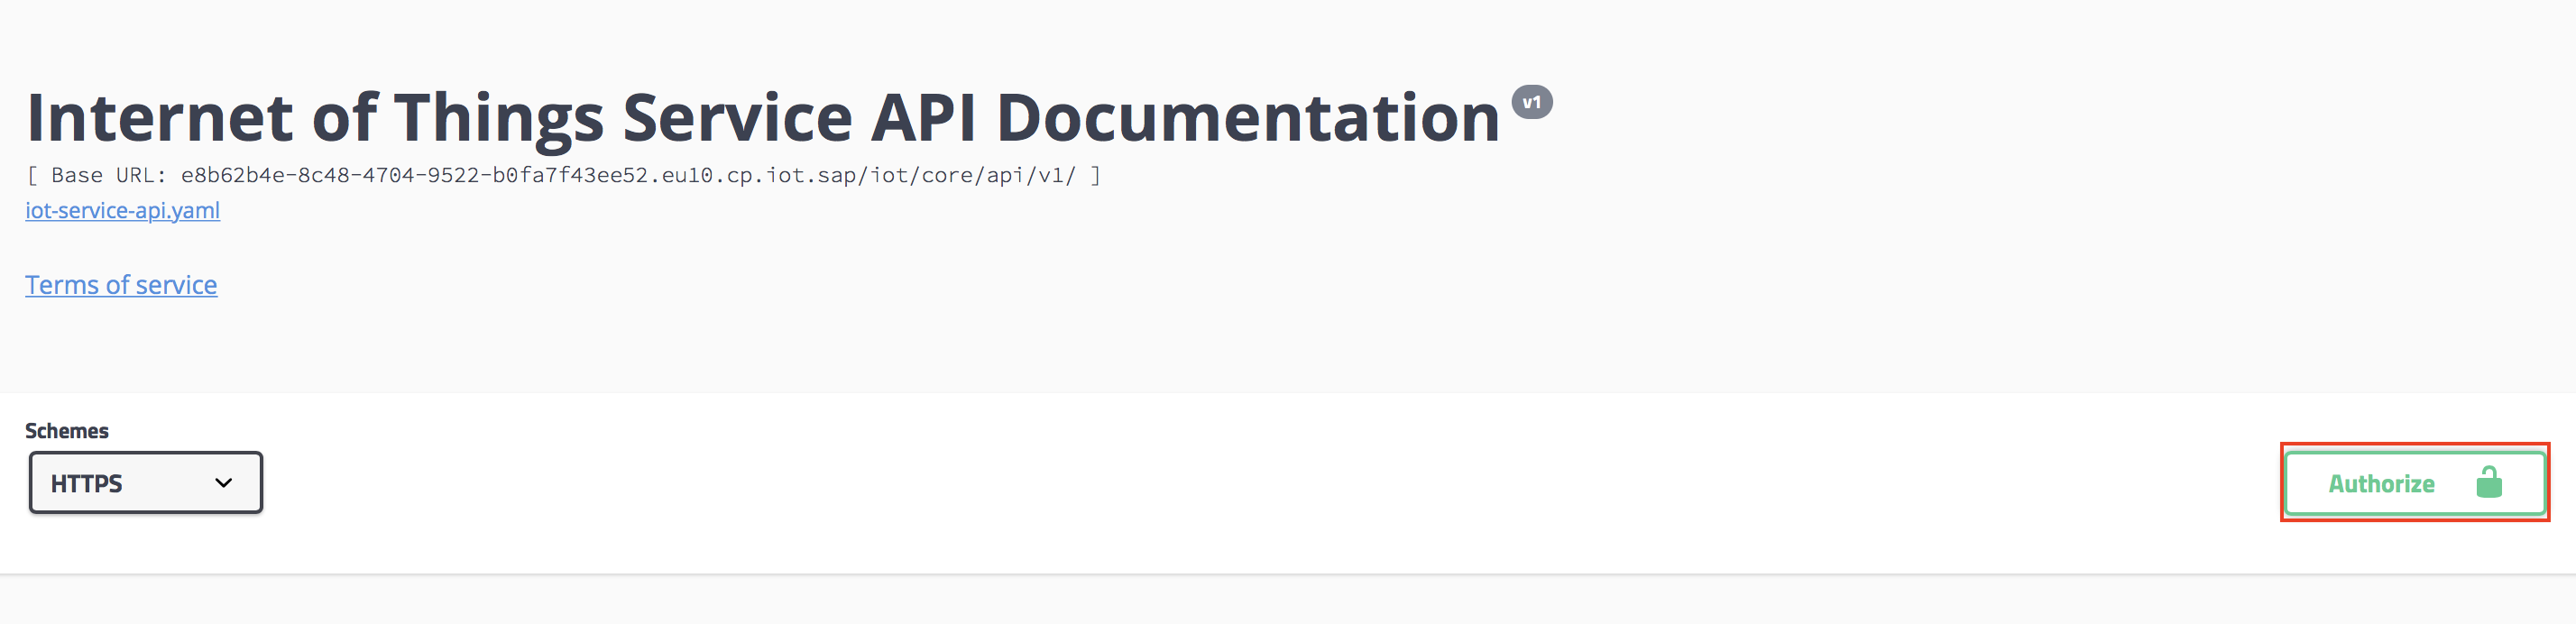 Internet of Things Service API Documentation v1
[ Base URL: e8b62b4e-8c48-4704-9522-b0fa7f43ee52.eu10.cp.iot.sap/iot/core/api/v1/ ]
iot-service-api.yaml
Terms of service
Schemes
HTTPS
Authorize